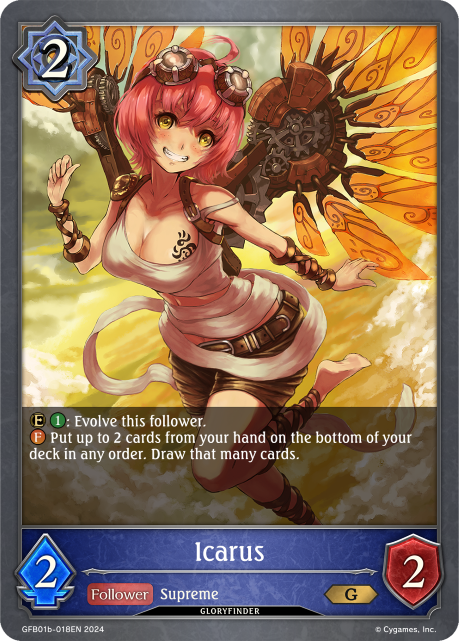 2
E 1: Evolve this follower.
F Put up to 2 cards from your hand on the bottom of your
deck in any order. Draw that many cards.
Icarus
2
Follower Supreme
G
2
GLORYFINDER
GFB01b-018EN 2024
© Cygames, Inc.